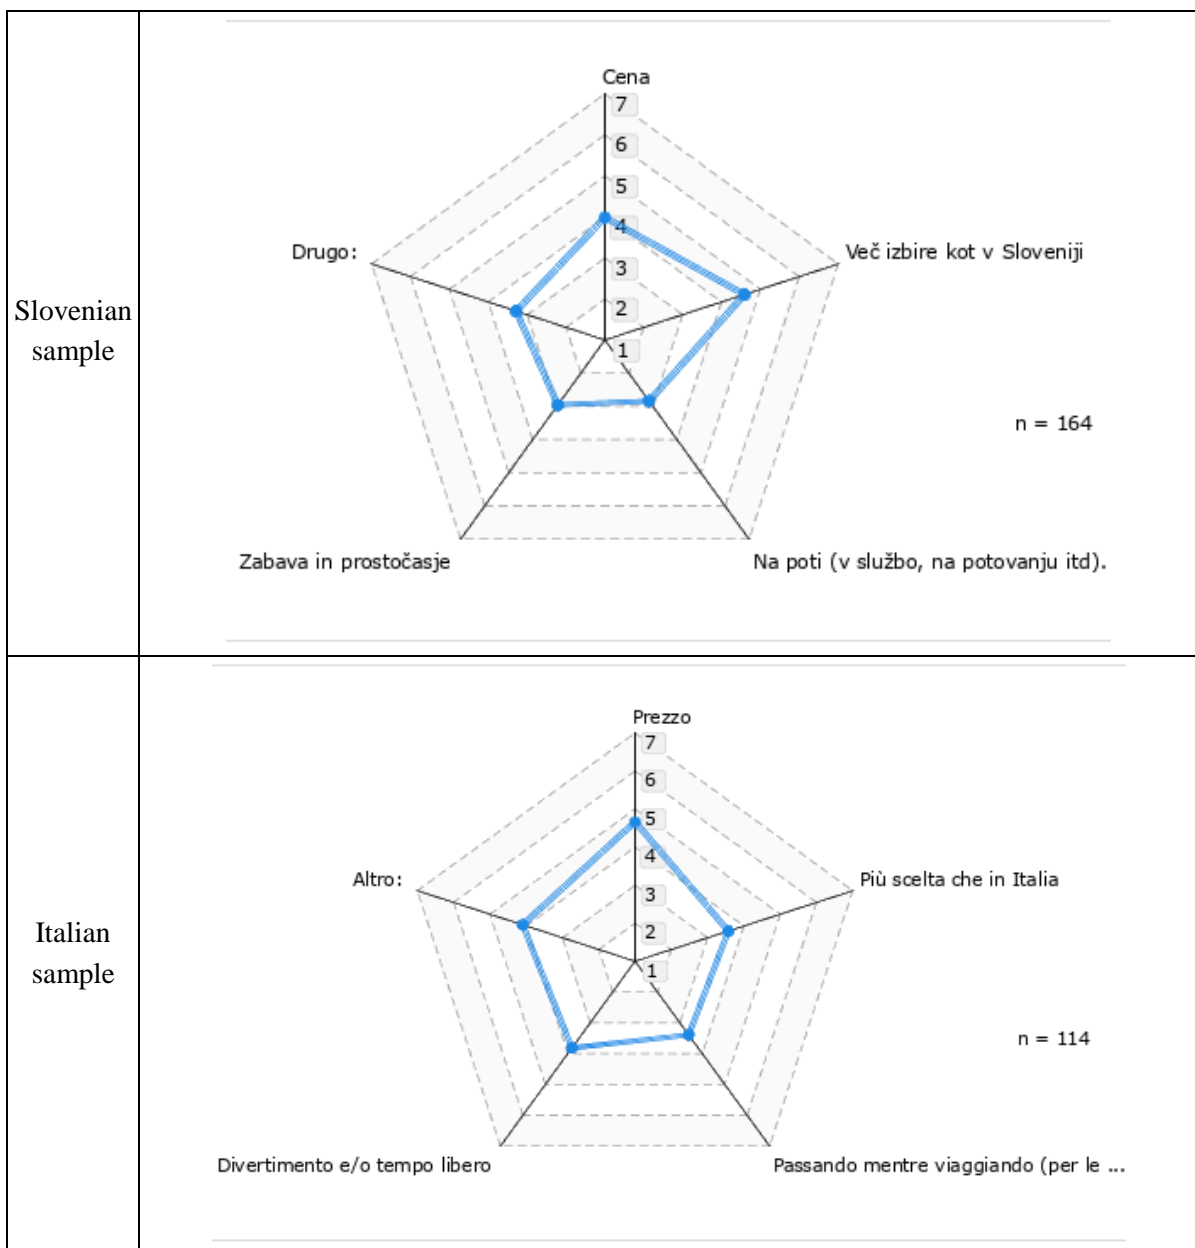 Slovenian
sample
Cena
7
6
5
4
3
2
1
Drugo:
Več izbire kot v Sloveniji
n = 164
Zabava in prostočasje
Na poti (v službo, na potovanju itd).
Italian
sample
Prezzo
7
6
5
4
3
2
1
Altro:
Più scelta che in Italia
n = 114
Divertimento e/o tempo libero
Passando mentre viaggiando (per le ...